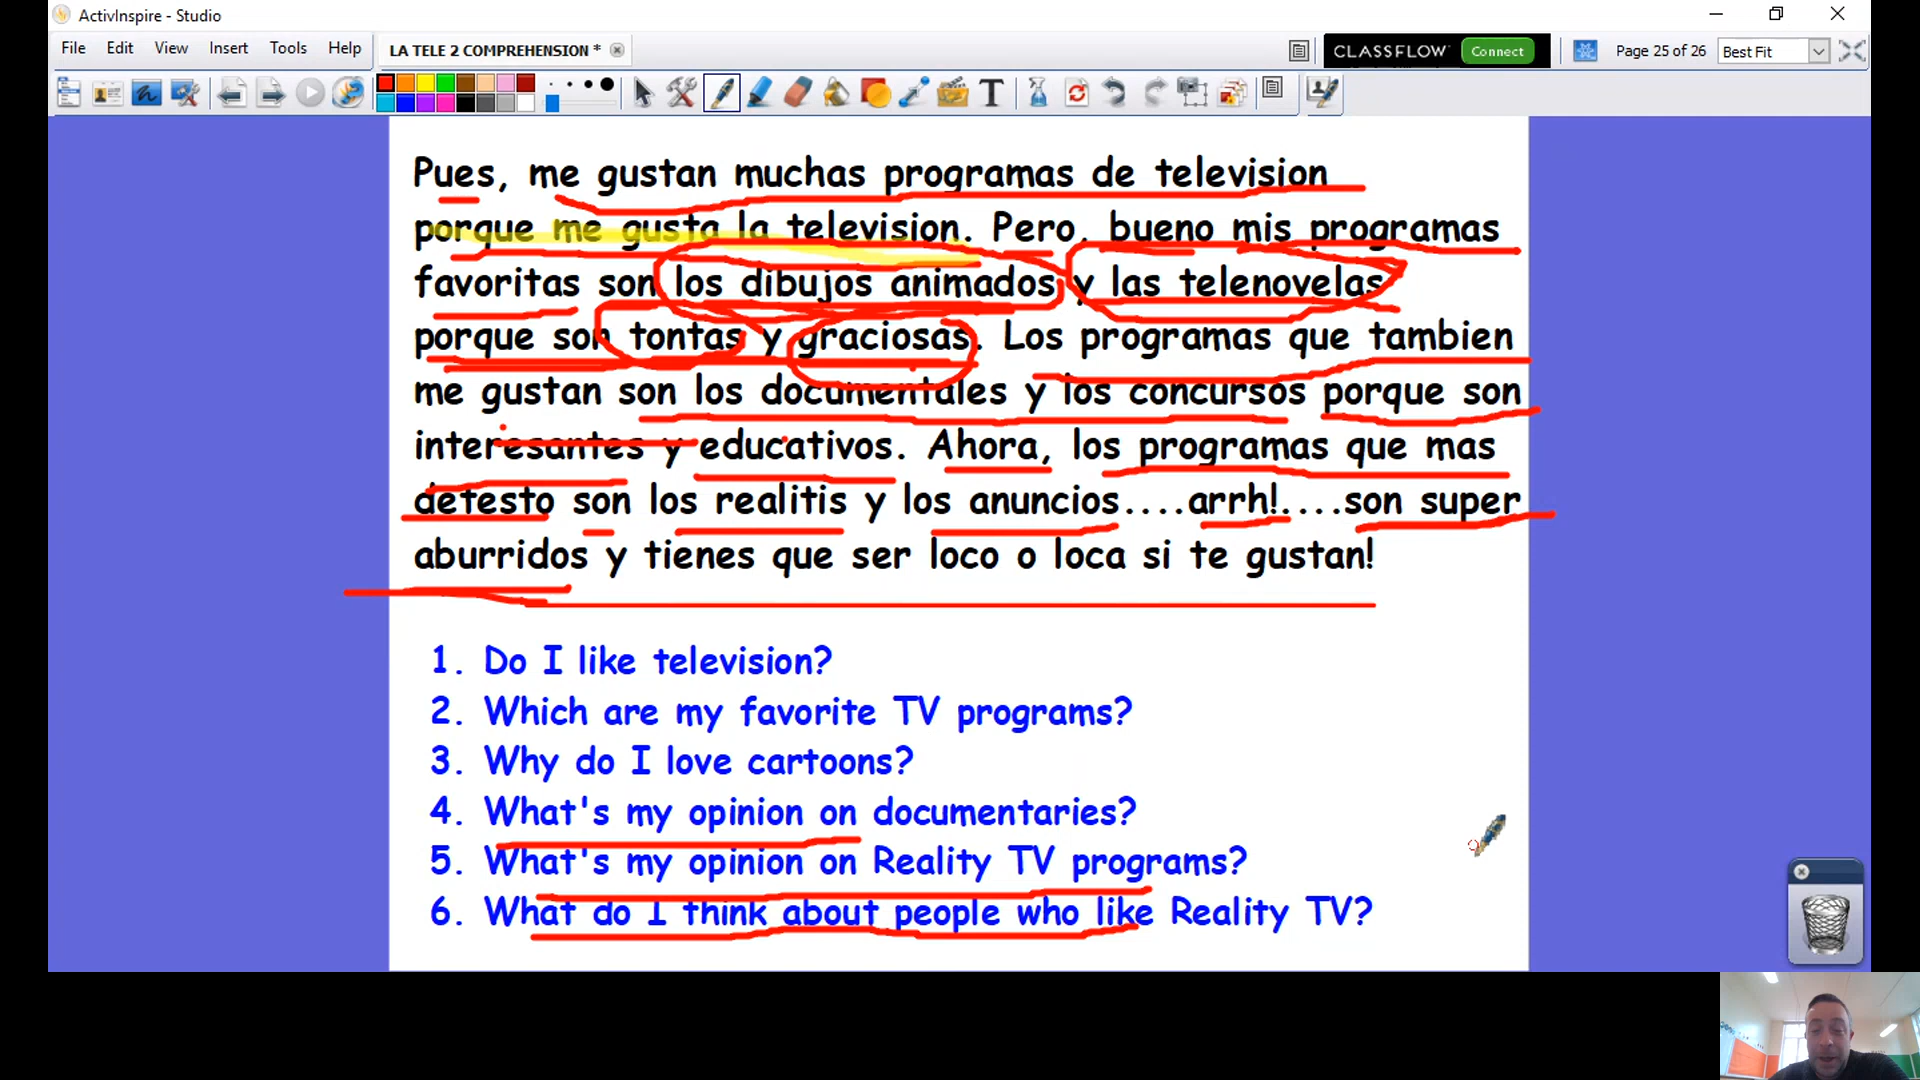 ActivInspire - Studio
File Edit View Insert Tools Help
LA TELE 2 COMPREHENSION *
CLASSFLOW Connect
Page 25 of 26
Best Fit
Pues, me gustan muchas programas de television
porque me gusta la television. Pero, bueno mis programas
favoritas son los dibujos animados y las telenovelas
porque son tontas y graciosas. Los programas que tambien
me gustan son los documentales y los concursos porque son
interesantes y educativos. Ahora, los programas que mas
detesto son los realitis y los anuncios....arrh!....son super
aburridos y tienes que ser loco o loca si te gustan!
1. Do I like television?
2. Which are my favorite TV programs?
3. Why do I love cartoons?
4. What's my opinion on documentaries?
5. What's my opinion on Reality TV programs?
6. What do I think about people who like Reality TV?